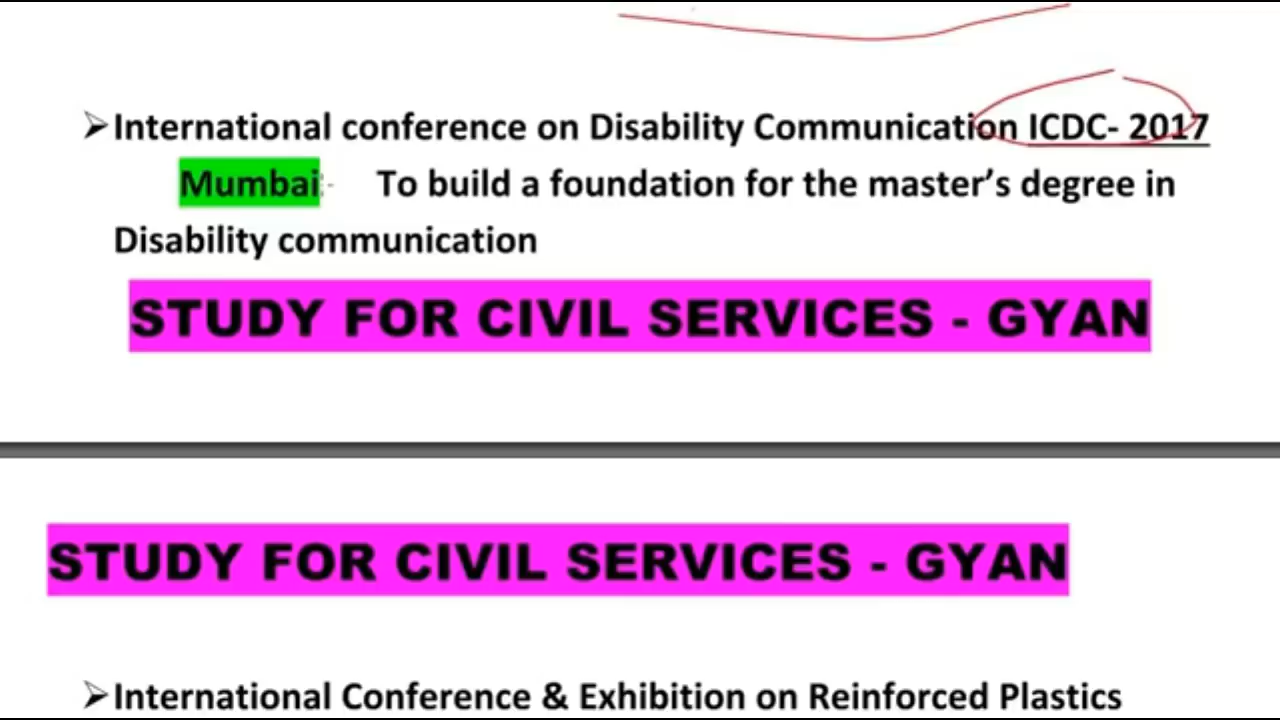 ➢International conference on Disability Communication ICDC- 2017
Mumbai:- To build a foundation for the master’s degree in
Disability communication
STUDY FOR CIVIL SERVICES - GYAN
STUDY FOR CIVIL SERVICES - GYAN
➢International Conference & Exhibition on Reinforced Plastics